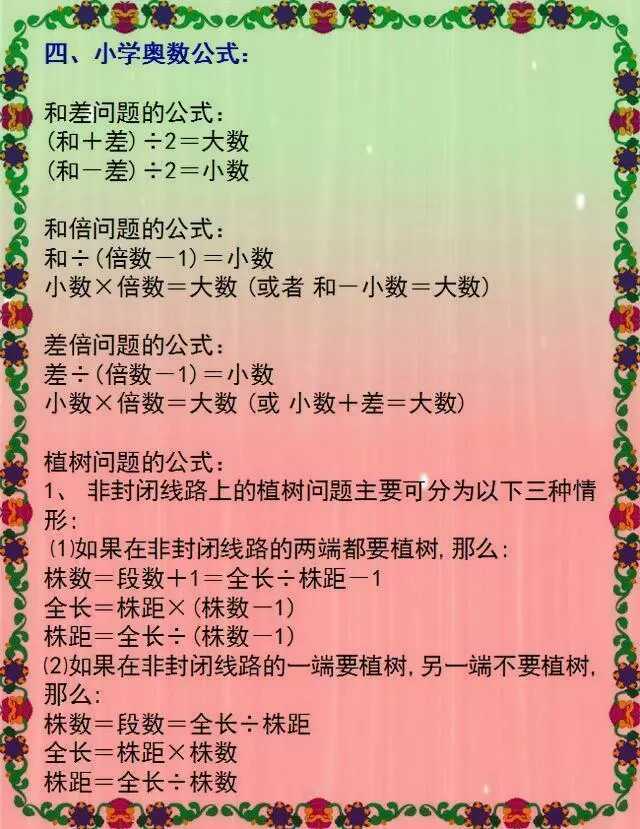 四、小学奥数公式:
和差问题的公式:
(和＋差)÷2＝大数
(和－差)÷2＝小数
和倍问题的公式:
和÷(倍数－1)＝小数
小数×倍数＝大数 (或者 和－小数＝大数)
差倍问题的公式:
差÷(倍数－1)＝小数
小数×倍数＝大数 (或 小数＋差＝大数)
植树问题的公式:
1、 非封闭线路上的植树问题主要可分为以下三种情
形:
(1)如果在非封闭线路的两端都要植树,那么:
株数＝段数＋1＝全长÷株距－1
全长＝株距×(株数－1)
株距＝全长÷(株数－1)
(2)如果在非封闭线路的一端要植树,另一端不要植树,
那么:
株数＝段数＝全长÷株距
全长＝株距×株数
株距＝全长÷株数